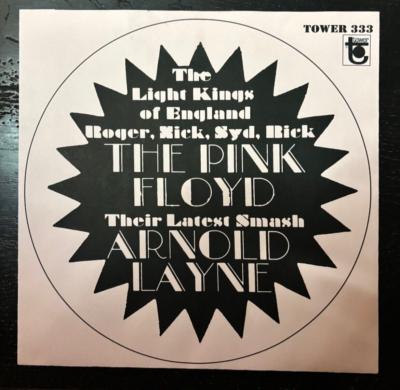 TOWER 333
TOWER
The
Light Kings
of England
Roger, Nick, Syd, Rick
THE PINK
FLOYD
Their Latest Smash
ARNOLD
LAYNE